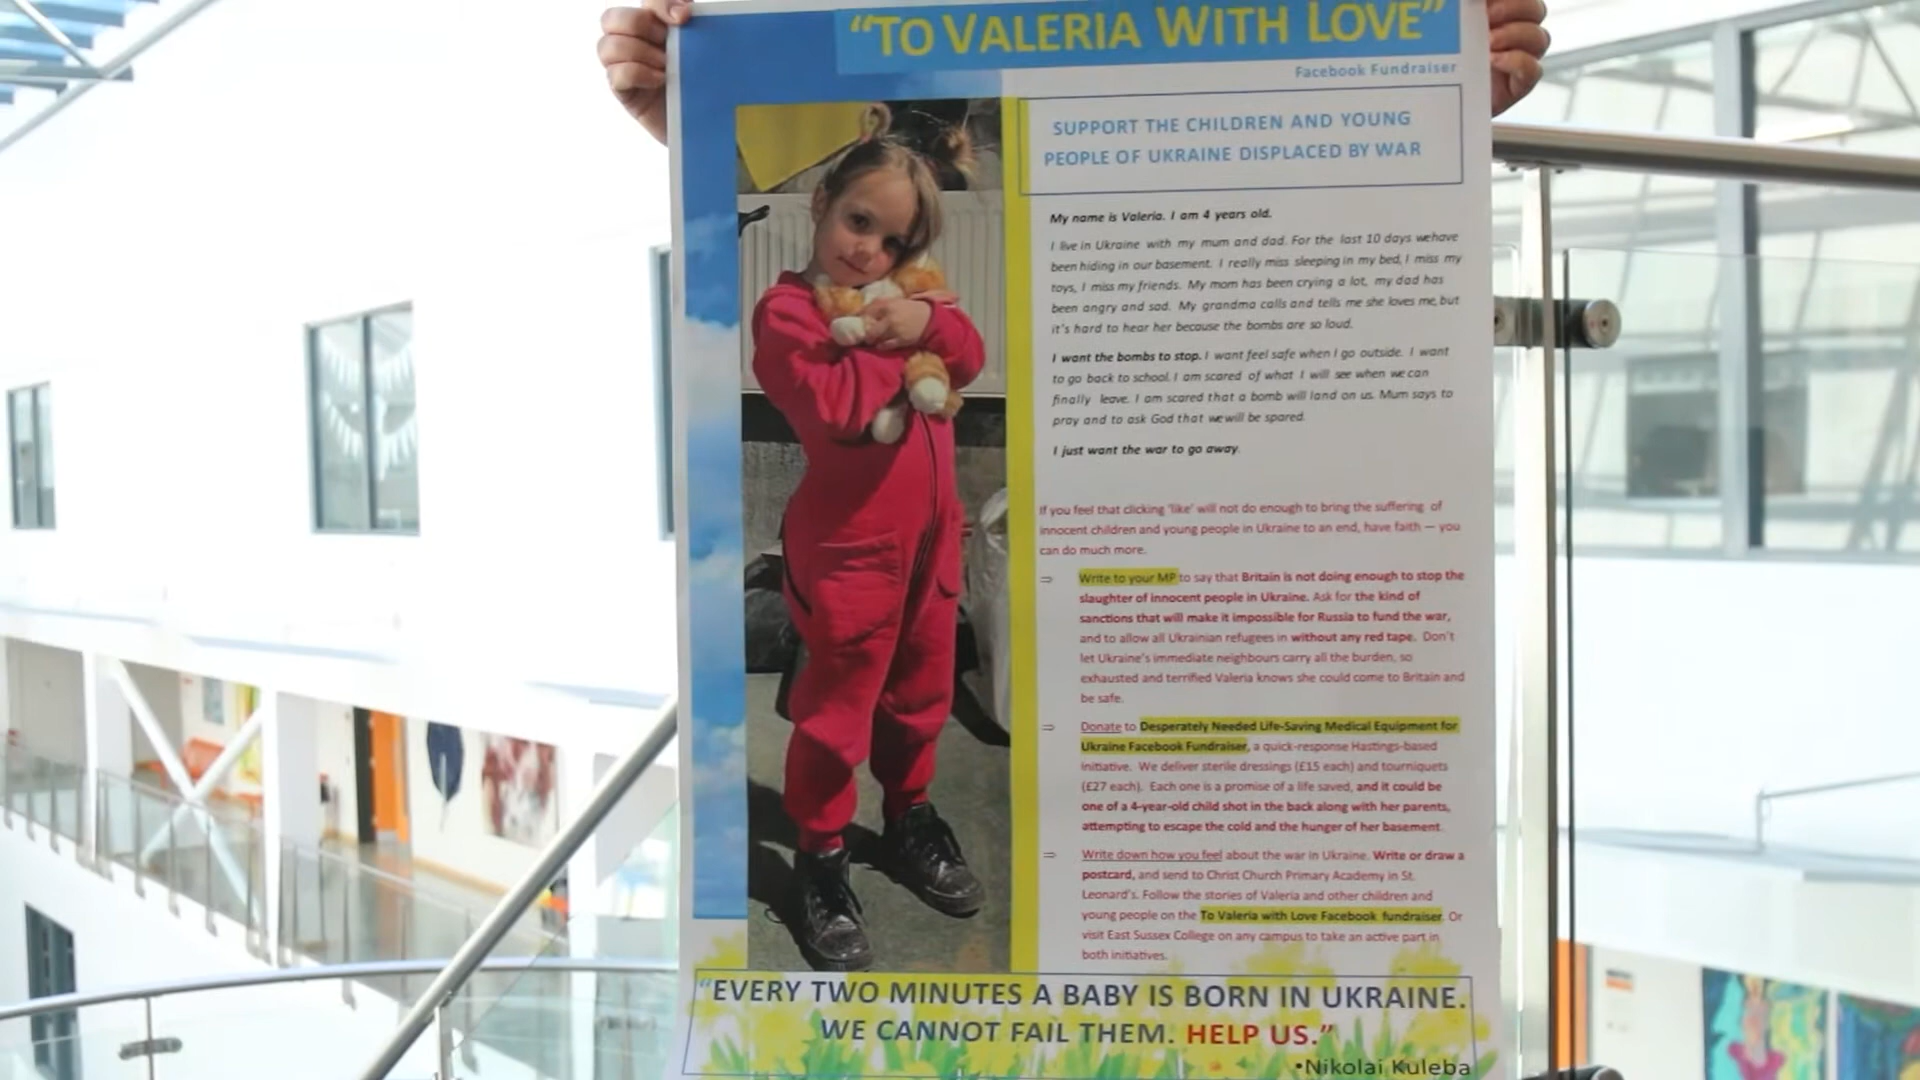 “TO VALERIA WITH LOVE”
Facebook Fundraiser
SUPPORT THE CHILDREN AND YOUNG
PEOPLE OF UKRAINE DISPLACED BY WAR
My name is Valeria. I am 4 years old.
I live in Ukraine with my mum and dad. For the last 10 days we have
been hiding in our basement. I really miss sleeping in my bed, I miss my
toys, I miss my friends. My mom has been crying a lot, my dad has
been angry and sad. My grandma calls and tells me she loves me, but
it's hard to hear her because the bombs are so loud.
I want the bombs to stop. I want feel safe when I go outside. I want
to go back to school. I am scared of what I will see when we can
finally leave. I am scared that a bomb will land on us. Mum says to
pray and to ask God that we will be spared.
I just want the war to go away.
If you feel that clicking 'like' will not do enough to bring the suffering of
innocent children and young people in Ukraine to an end, have faith — you
can do much more.
⇒ Write to your MP to say that Britain is not doing enough to stop the
slaughter of innocent people in Ukraine. Ask for the kind of
sanctions that will make it impossible for Russia to fund the war,
and to allow all Ukrainian refugees in without any red tape. Don't
let Ukraine's immediate neighbours carry all the burden, so
exhausted and terrified Valeria knows she could come to Britain and
be safe.
⇒ Donate to Desperately Needed Life-Saving Medical Equipment for
Ukraine Facebook Fundraiser, a quick-response Hastings-based
initiative. We deliver sterile dressings (£15 each) and tourniquets
(£27 each). Each one is a promise of a life saved, and it could be
one of a 4-year-old child shot in the back along with her parents,
attempting to escape the cold and the hunger of her basement.
⇒ Write down how you feel about the war in Ukraine. Write or draw a
postcard, and send to Christ Church Primary Academy in St.
Leonard's. Follow the stories of Valeria and other children and
young people on the To Valeria with Love Facebook fundraiser. Or
visit East Sussex College on any campus to take an active part in
both initiatives.
“EVERY TWO MINUTES A BABY IS BORN IN UKRAINE.
WE CANNOT FAIL THEM. HELP US.”
•Nikolai Kuleba